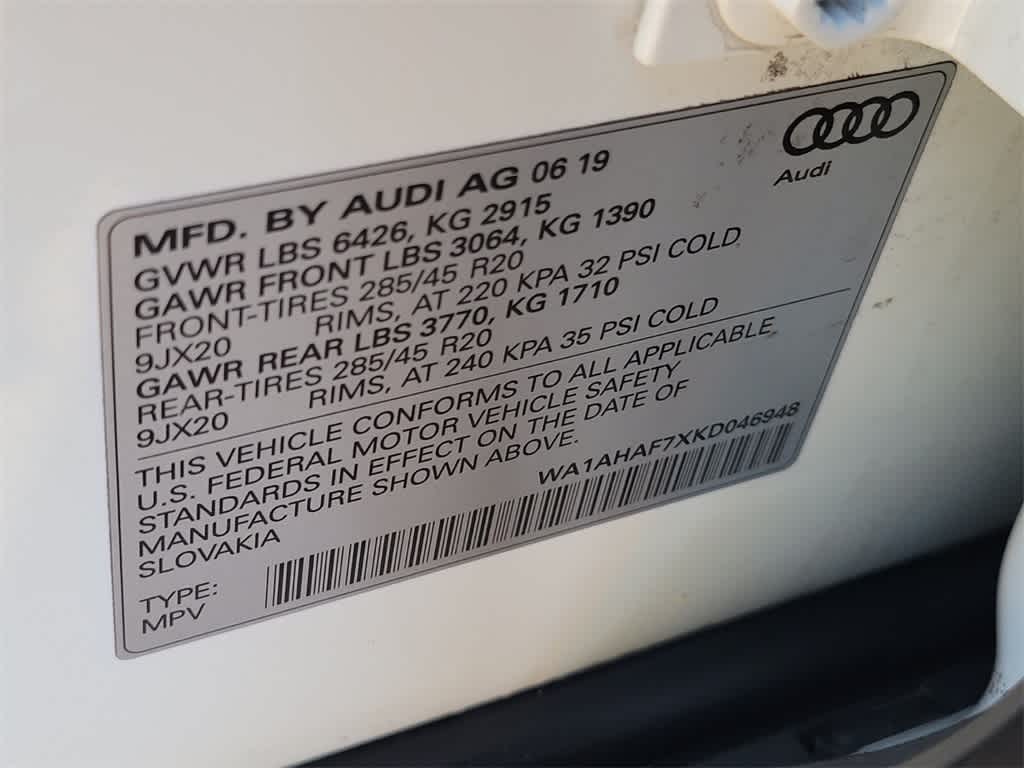 Audi
MFD. BY AUDI AG 06 19
GVWR LBS 6426, KG 2915
GAWR FRONT LBS 3064, KG 1390
FRONT-TIRES 285/45 R20
9JX20 RIMS, AT 220 KPA 32 PSI COLD
GAWR REAR LBS 3770, KG 1710
REAR-TIRES 285/45 R20
9JX20 RIMS, AT 240 KPA 35 PSI COLD
THIS VEHICLE CONFORMS TO ALL APPLICABLE
U.S. FEDERAL MOTOR VEHICLE SAFETY
STANDARDS IN EFFECT ON THE DATE OF
MANUFACTURE SHOWN ABOVE.
SLOVAKIA
WA1AHAF7XKD046948
TYPE:
MPV